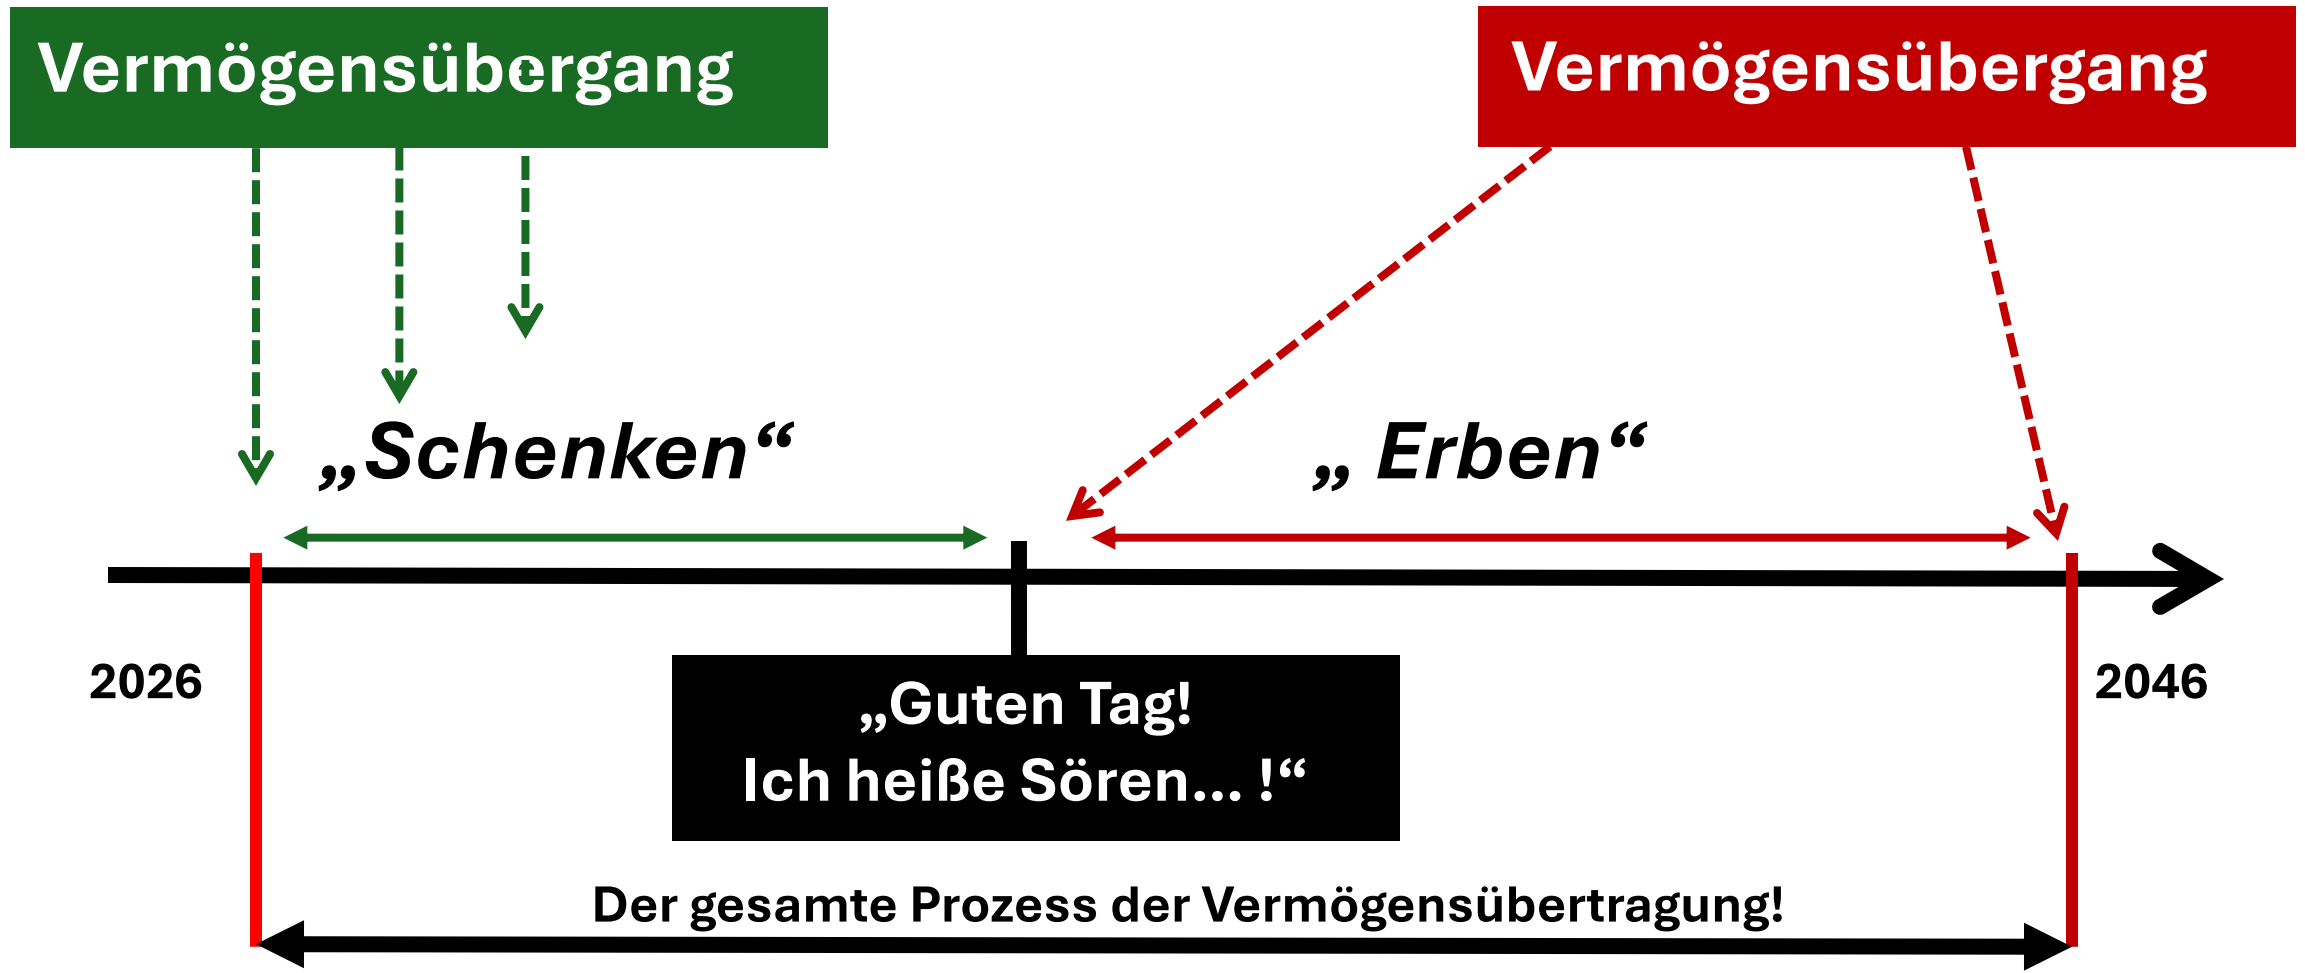 Vermögensübergang
Vermögensübergang
„Schenken“
„ Erben“
2026
2046
„Guten Tag!
Ich heiße Sören... !“
Der gesamte Prozess der Vermögensübertragung!